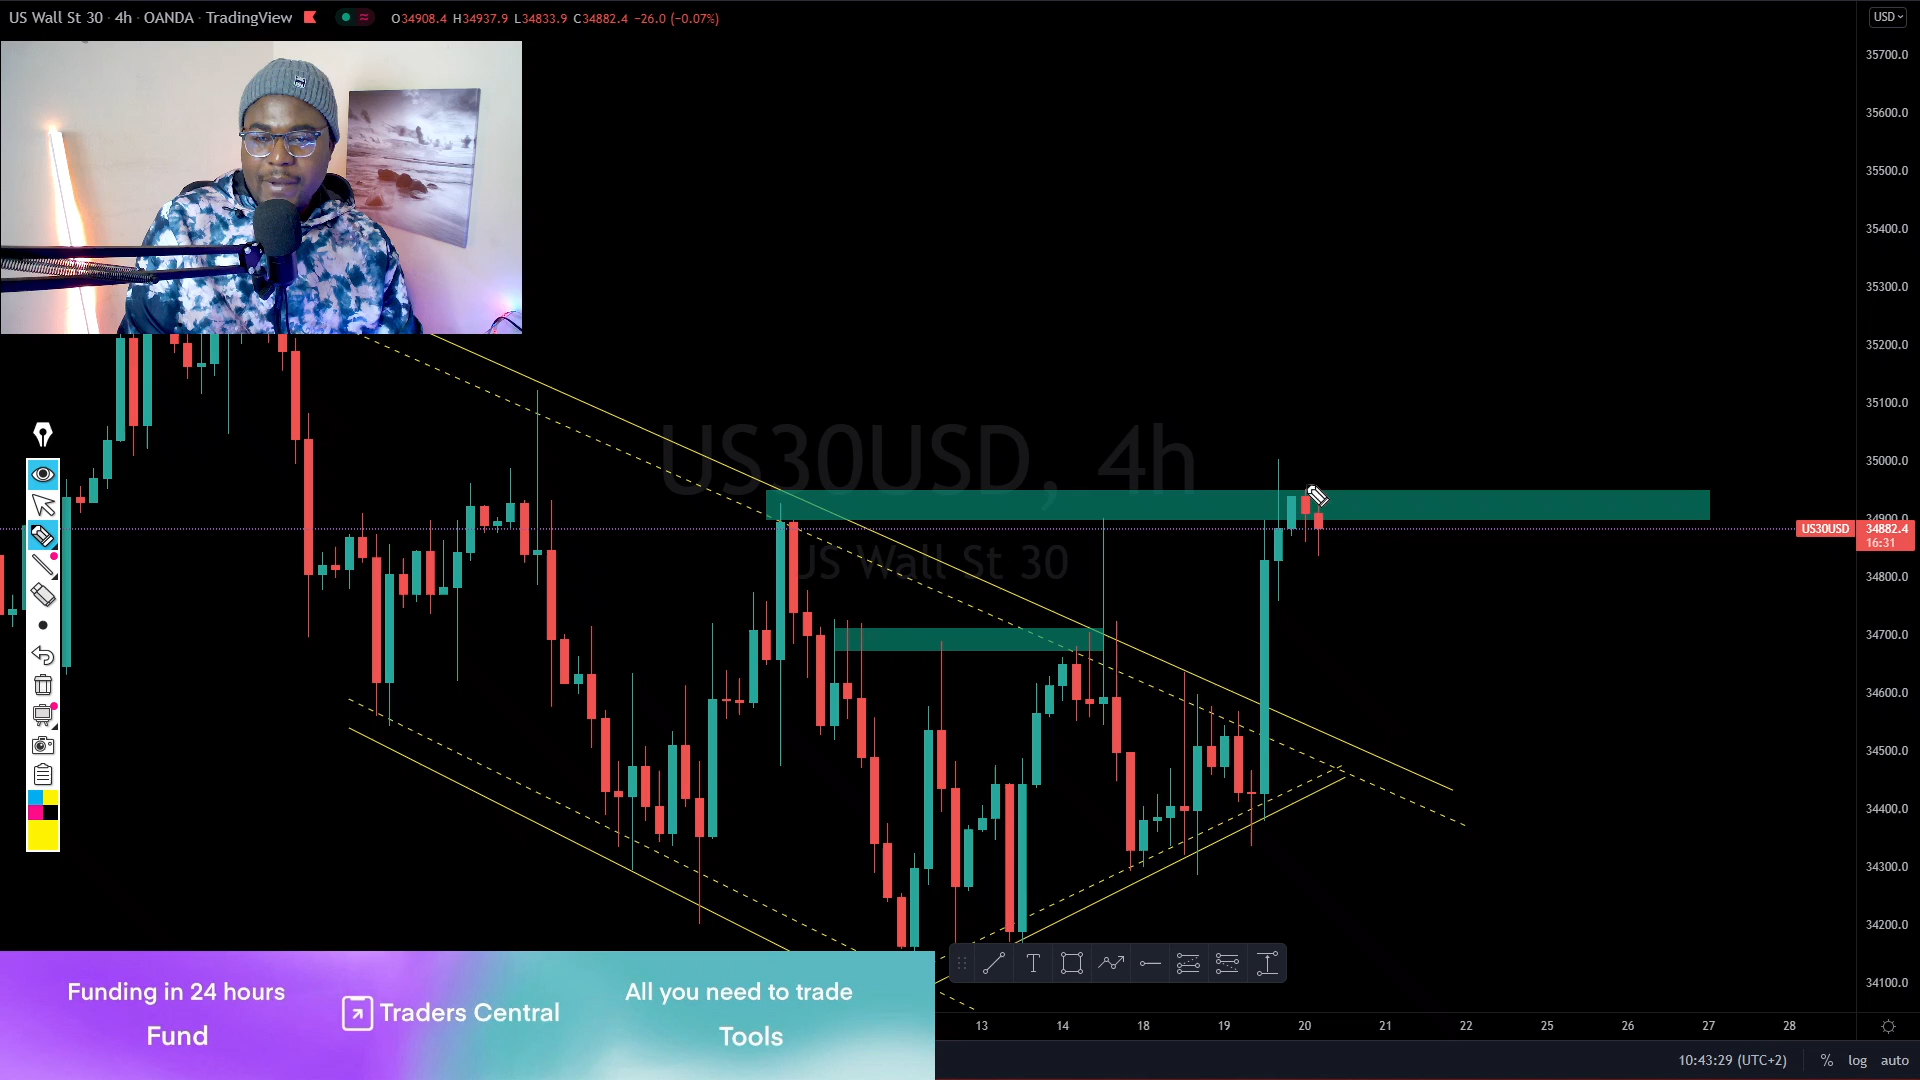 US Wall St 30 · 4h · OANDA · TradingView
O34908.4 H34937.9 L34833.9 C34882.4 −26.0 (−0.07%)
USD
35700.0
35600.0
35500.0
35400.0
35300.0
35200.0
35100.0
35000.0
34900.0
US30USD 34882.4
16:31
34800.0
34700.0
34600.0
34500.0
34400.0
34300.0
34200.0
34100.0
US30USD, 4h
US Wall St 30
T
Funding in 24 hours
Fund
Traders Central
All you need to trade
Tools
13 14 18 19 20 21 22 25 26 27 28
10:43:29 (UTC+2) % log auto